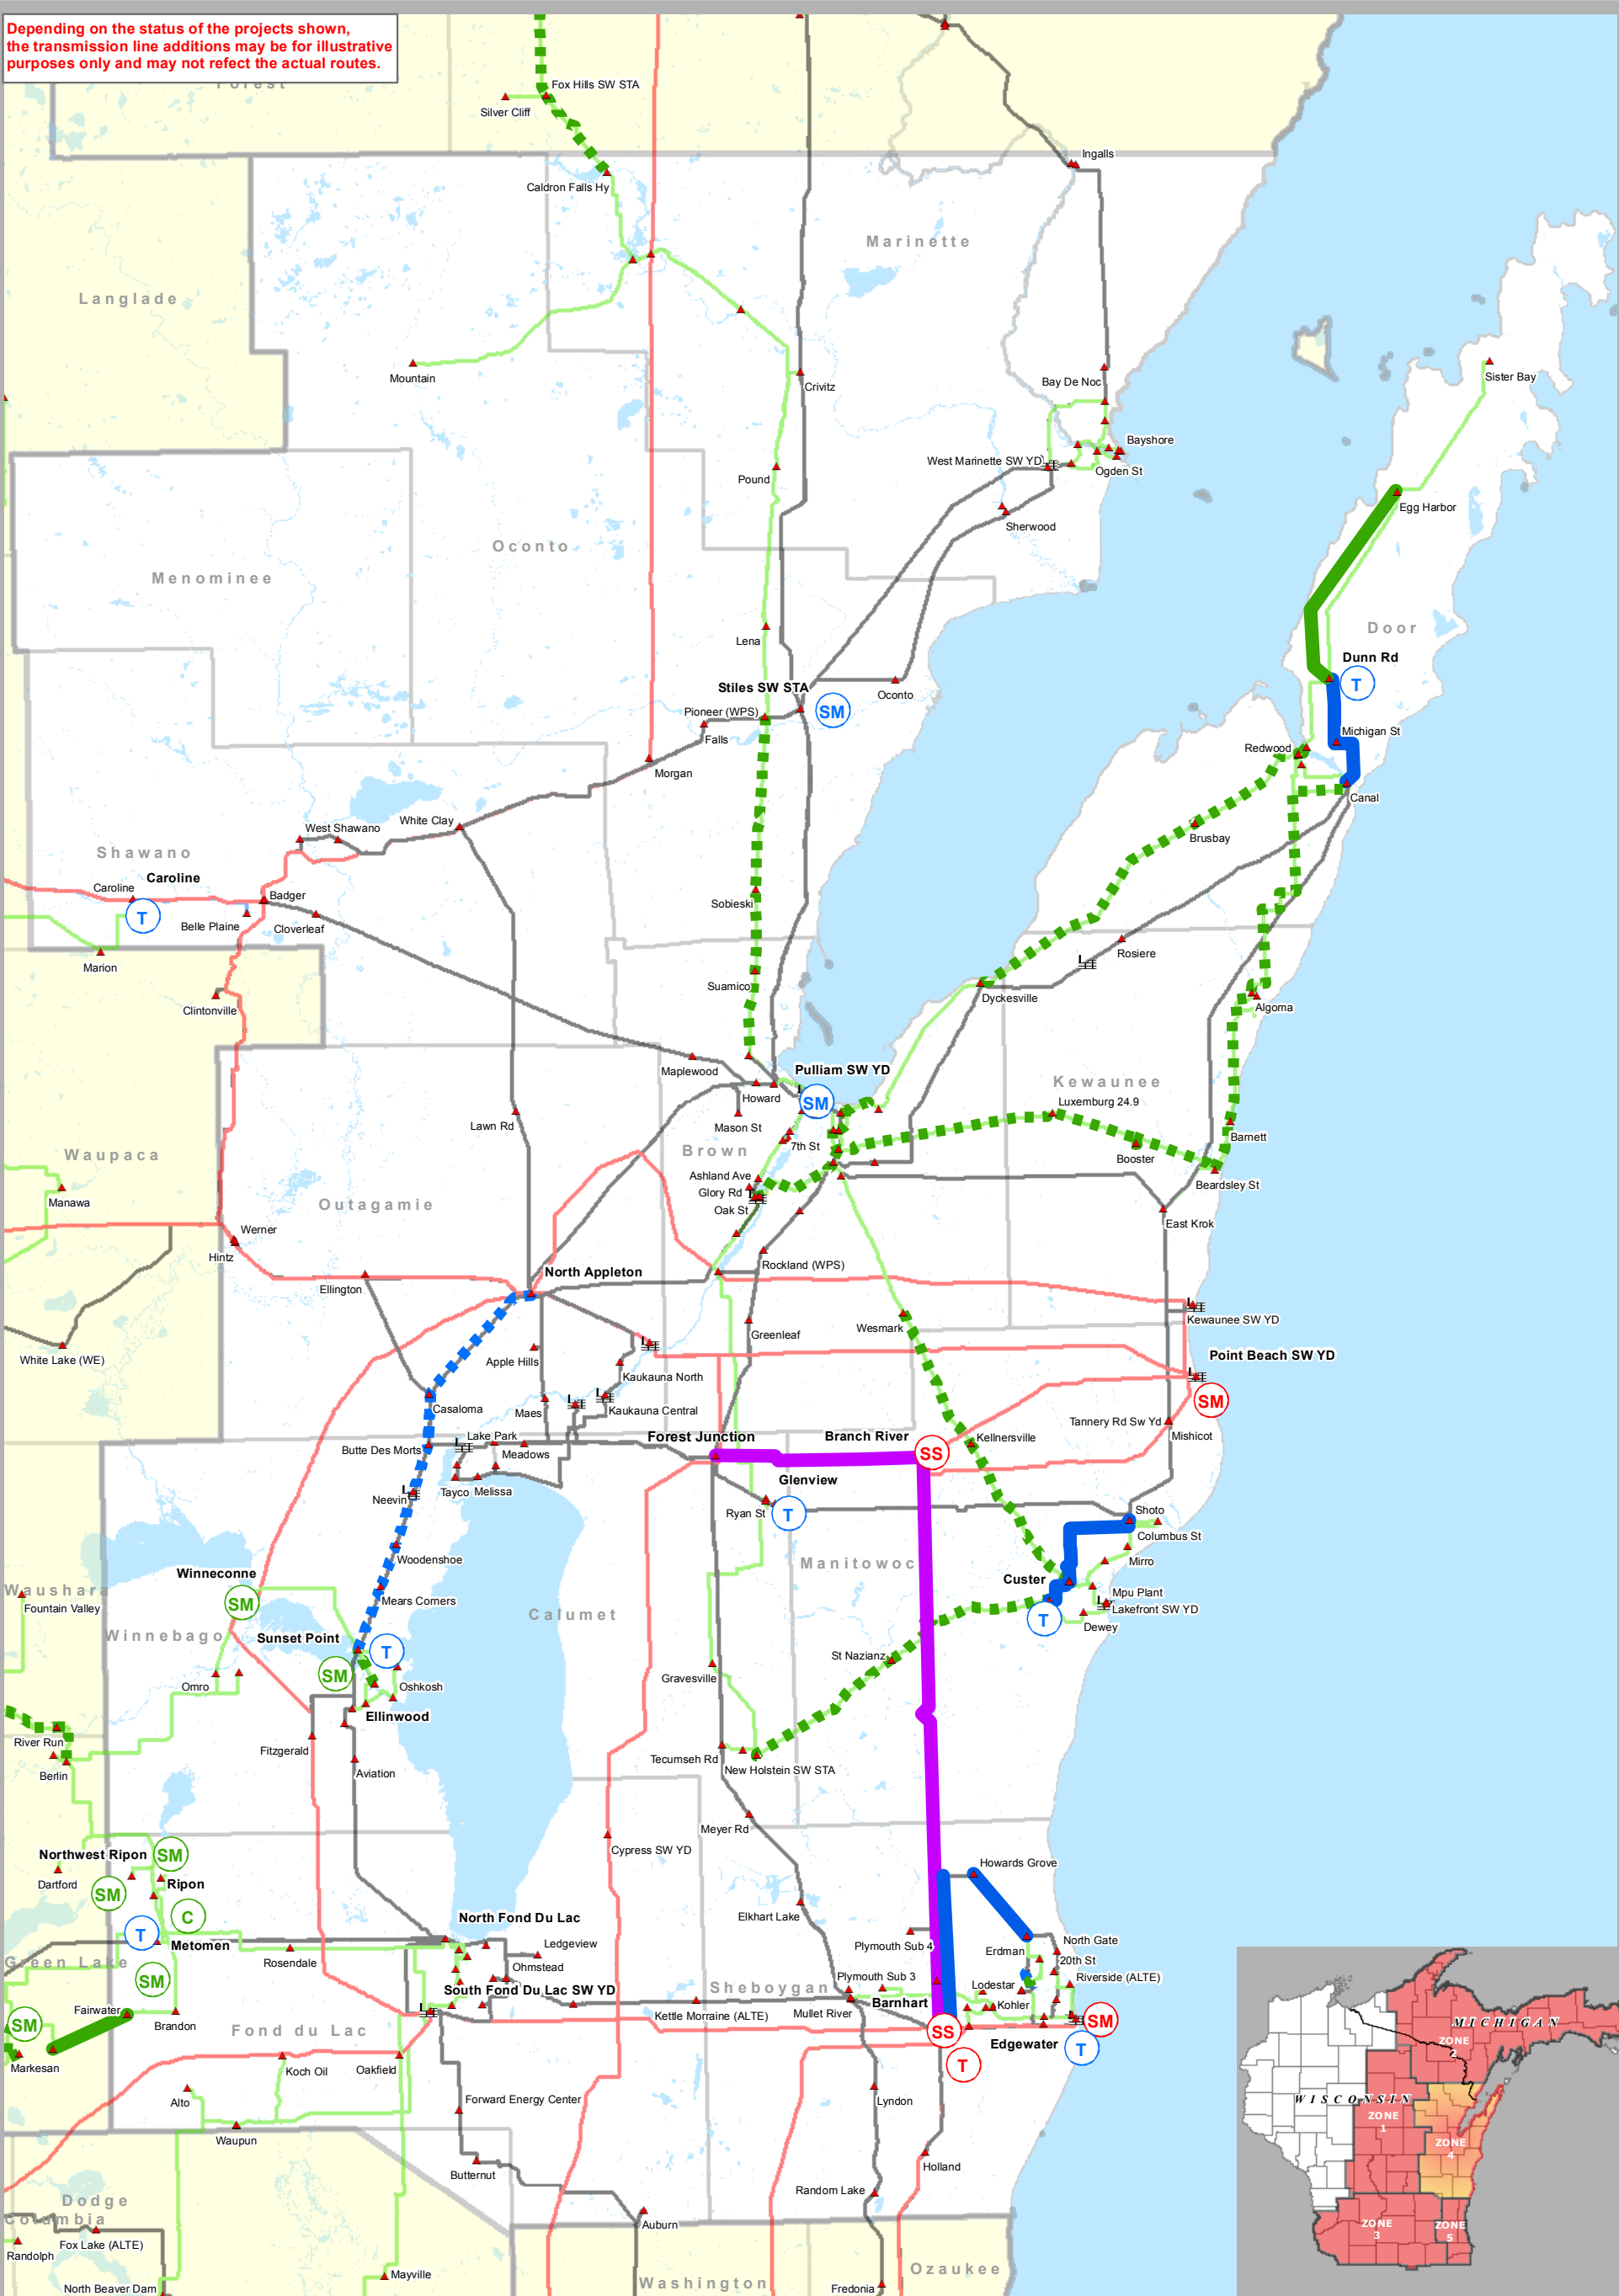 Depending on the status of the projects shown,
the transmission line additions may be for illustrative
purposes only and may not refect the actual routes.
Forest
Fox Hills SW STA
Silver Cliff
Caldron Falls Hy
Ingalls
Marinette
Langlade
Mountain
Crivitz
Bay De Noc
Sister Bay
Bayshore
West Marinette SW YD
Ogden St
Pound
Egg Harbor
Sherwood
Oconto
Menominee
Door
Lena
Dunn Rd
T
Stiles SW STA
Oconto
SM
Pioneer (WPS)
Falls
Michigan St
Redwood
Morgan
Canal
White Clay
West Shawano
Brusbay
Shawano
Caroline
Caroline
T
Badger
Belle Plaine
Cloverleaf
Sobieski
Rosiere
Marion
Suamico
Dyckesville
Clintonville
Algoma
Maplewood
Pulliam SW YD
SM
Howard
Kewaunee
Luxemburg 24.9
Mason St
Lawn Rd
7th St
Brown
Barnett
Booster
Waupaca
Ashland Ave
Beardsley St
Glory Rd
Manawa
Oak St
Outagamie
East Krok
Werner
Hintz
Rockland (WPS)
North Appleton
Ellington
Kewaunee SW YD
Wesmark
Greenleaf
White Lake (WE)
Apple Hills
Point Beach SW YD
SM
Kaukauna North
Casaloma
Maes
Kaukauna Central
Tannery Rd Sw Yd
Mishicot
Lake Park
Forest Junction
Branch River
SS
Kellnersville
Butte Des Morts
Meadows
Glenview
T
Tayco
Melissa
Neevin
Ryan St
Shoto
Columbus St
Woodenshoe
Manitowoc
Mirro
Winneconne
SM
Custer
T
Waushara
Fountain Valley
Mears Corners
Mpu Plant
Lakefront SW YD
Calumet
Winnebago
Dewey
Sunset Point
T
SM
St Nazianz
Gravesville
Omro
Oshkosh
Ellinwood
River Run
Fitzgerald
Tecumseh Rd
New Holstein SW STA
Berlin
Aviation
Meyer Rd
Cypress SW YD
Northwest Ripon
SM
Howards Grove
Dartford
SM
Ripon
C
T
Elkhart Lake
North Fond Du Lac
Metomen
Ledgeview
Plymouth Sub 4
North Gate
Erdman
20th St
Green Lake
Rosendale
Ohmstead
Plymouth Sub 3
Riverside (ALTE)
SM
South Fond Du Lac SW YD
Sheboygan
Lodestar
Barnhart
Kohler
Fairwater
Brandon
Kettle Morraine (ALTE)
Mullet River
SM
SS
SM
Fond du Lac
Edgewater
T
T
Markesan
Koch Oil
Oakfield
Alto
Forward Energy Center
Lyndon
Waupun
Holland
Butternut
Random Lake
Dodge
Columbia
Auburn
Fox Lake (ALTE)
Randolph
Mayville
North Beaver Dam
Washington
Fredonia
Ozaukee
MICHIGAN
ZONE
2
WISCONSIN
ZONE
1
ZONE
4
ZONE
3
ZONE
5